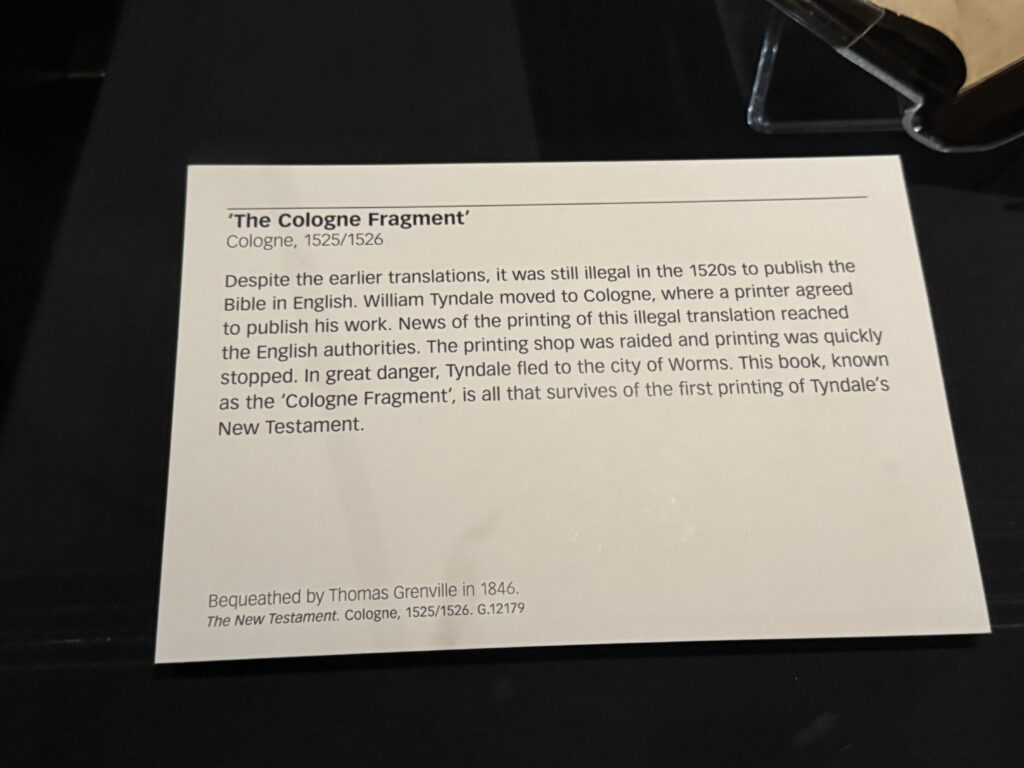 ‘The Cologne Fragment’
Cologne, 1525/1526
Despite the earlier translations, it was still illegal in the 1520s to publish the
Bible in English. William Tyndale moved to Cologne, where a printer agreed
to publish his work. News of the printing of this illegal translation reached
the English authorities. The printing shop was raided and printing was quickly
stopped. In great danger, Tyndale fled to the city of Worms. This book, known
as the ‘Cologne Fragment’, is all that survives of the first printing of Tyndale’s
New Testament.
Bequeathed by Thomas Grenville in 1846.
The New Testament. Cologne, 1525/1526. G.12179